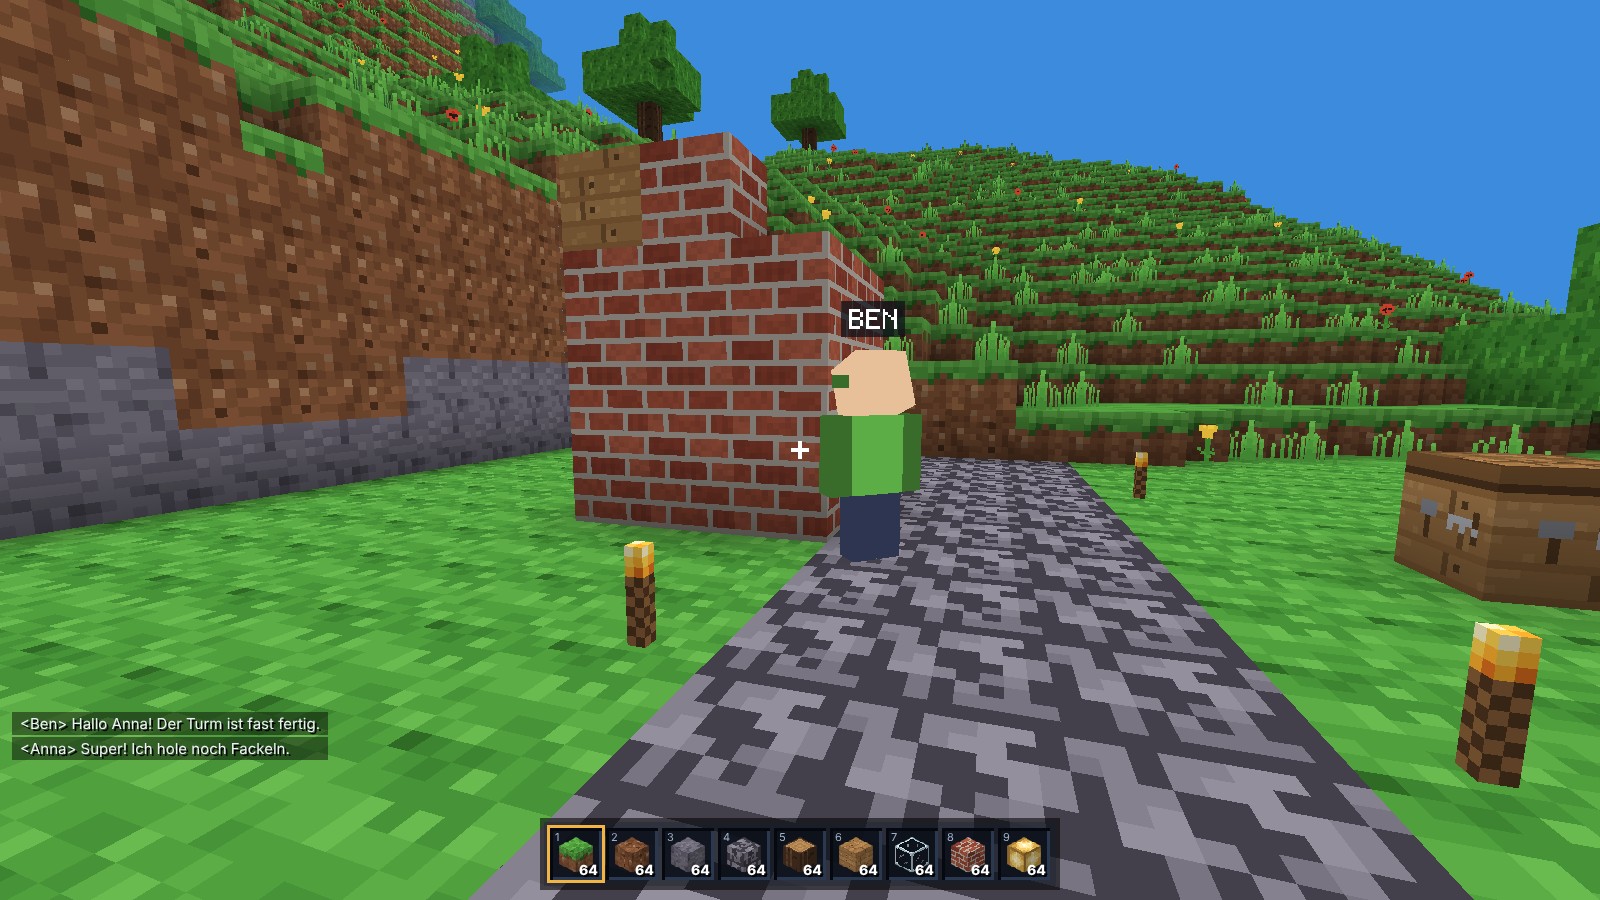 BEN
<Ben> Hallo Anna! Der Turm ist fast fertig.
<Anna> Super! Ich hole noch Fackeln.
1 2 3 4 5 6 7 8 9
64 64 64 64 64 64 64 64 64